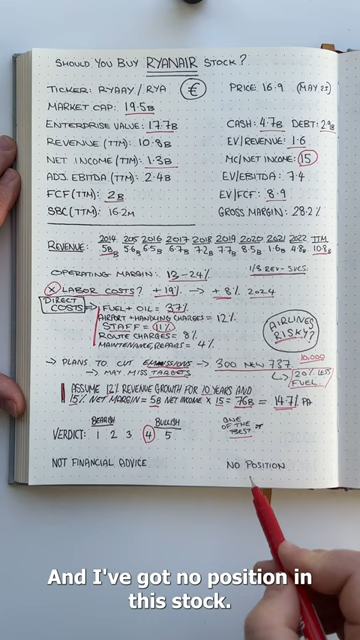 SHOULD YOU BUY RYANAIR STOCK?
TICKER: RYAAY / RYA € PRICE 16.9 (MAY 23)
MARKET CAP: 19.5B
ENTERPRISE VALUE: 17.7B CASH: 4.7B DEBT: 2.9B
REVENUE (TTM): 10.8B EV/REVENUE: 1.6
NET INCOME (TTM): 1.3B MC/NET INCOME: 15
ADJ. EBITDA (TTM): 2.4B EV/EBITDA: 7.4
FCF (TTM): 2B EV/FCF: 8.9
SBC (TTM): 16.2M GROSS MARGIN: 28.2%
2014 2015 2016 2017 2018 2019 2020 2021 2022 TTM
REVENUE: 5B 5.6B 6.5B 6.7B 7.2B 7.7B 8.5B 1.6B 4.8B 10.8B
OPERATING MARGIN: 13-24% 1/3 REV - SVCS.
X LABOR COSTS? +19% → +8% 2024
DIRECT COSTS → FUEL + OIL = 37%
AIRPORT + HANDLING CHARGES = 12%
STAFF = 11%
ROUTE CHARGES = 8%
MAINTENANCE/REPAIRS = 4%
AIRLINES RISKY?
→ PLANS TO CUT EMISSIONS → 300 NEW 737 10,000
→ MAY MISS TARGETS → 20% LESS FUEL
ASSUME 12% REVENUE GROWTH FOR 10 YEARS AND
15% NET MARGIN = 5B NET INCOME × 15 = 76B = 14.7% PA
BEARISH BULLISH
VERDICT: 1 2 3 4 5 ONE OF THE BEST
NOT FINANCIAL ADVICE NO POSITION
And I've got no position in
this stock.